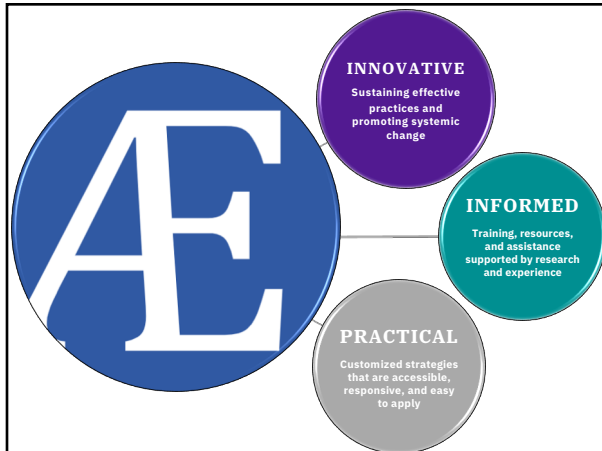 Æ
INNOVATIVE
Sustaining effective
practices and
promoting systemic
change
INFORMED
Training, resources,
and assistance
supported by research
and experience
PRACTICAL
Customized strategies
that are accessible,
responsive, and easy
to apply